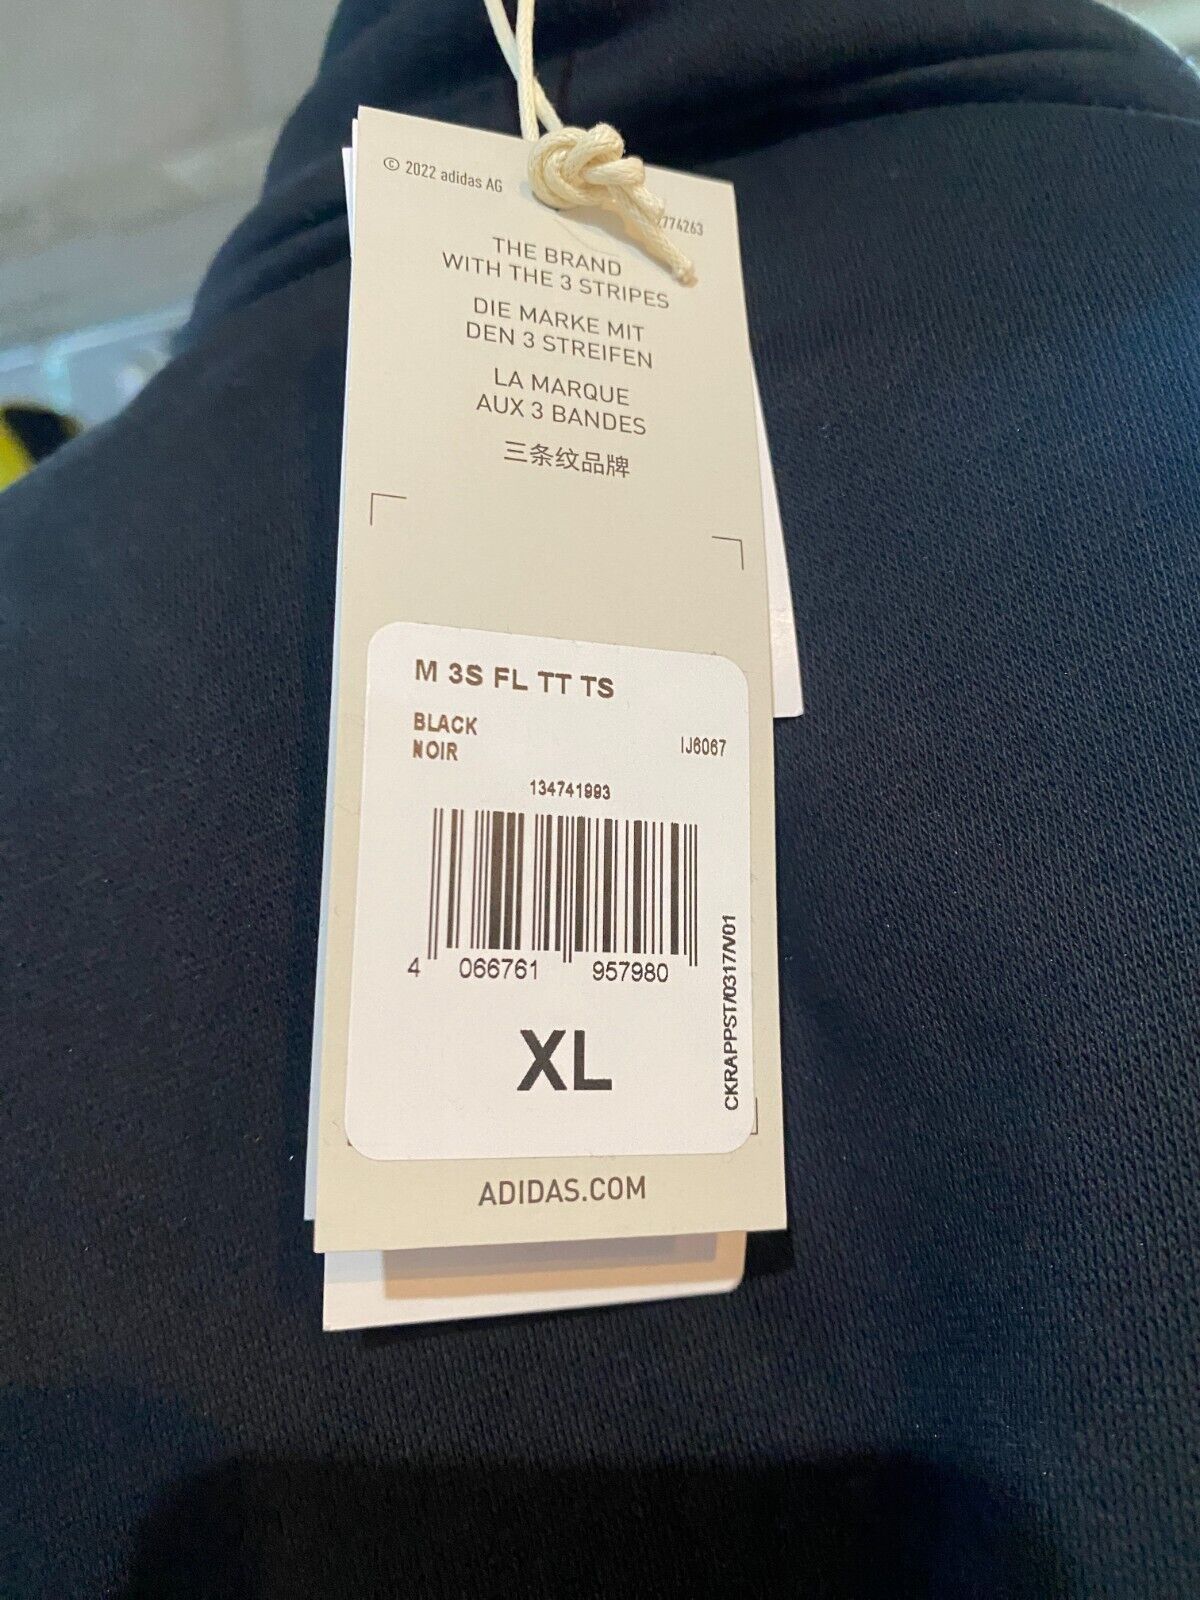 © 2022 adidas AG
774263
THE BRAND
WITH THE 3 STRIPES
DIE MARKE MIT
DEN 3 STREIFEN
LA MARQUE
AUX 3 BANDES
三条纹品牌
M 3S FL TT TS
BLACK
NOIR
IJ6067
134741993
4 066761 957980
CKRAPPST/0317/V01
XL
ADIDAS.COM